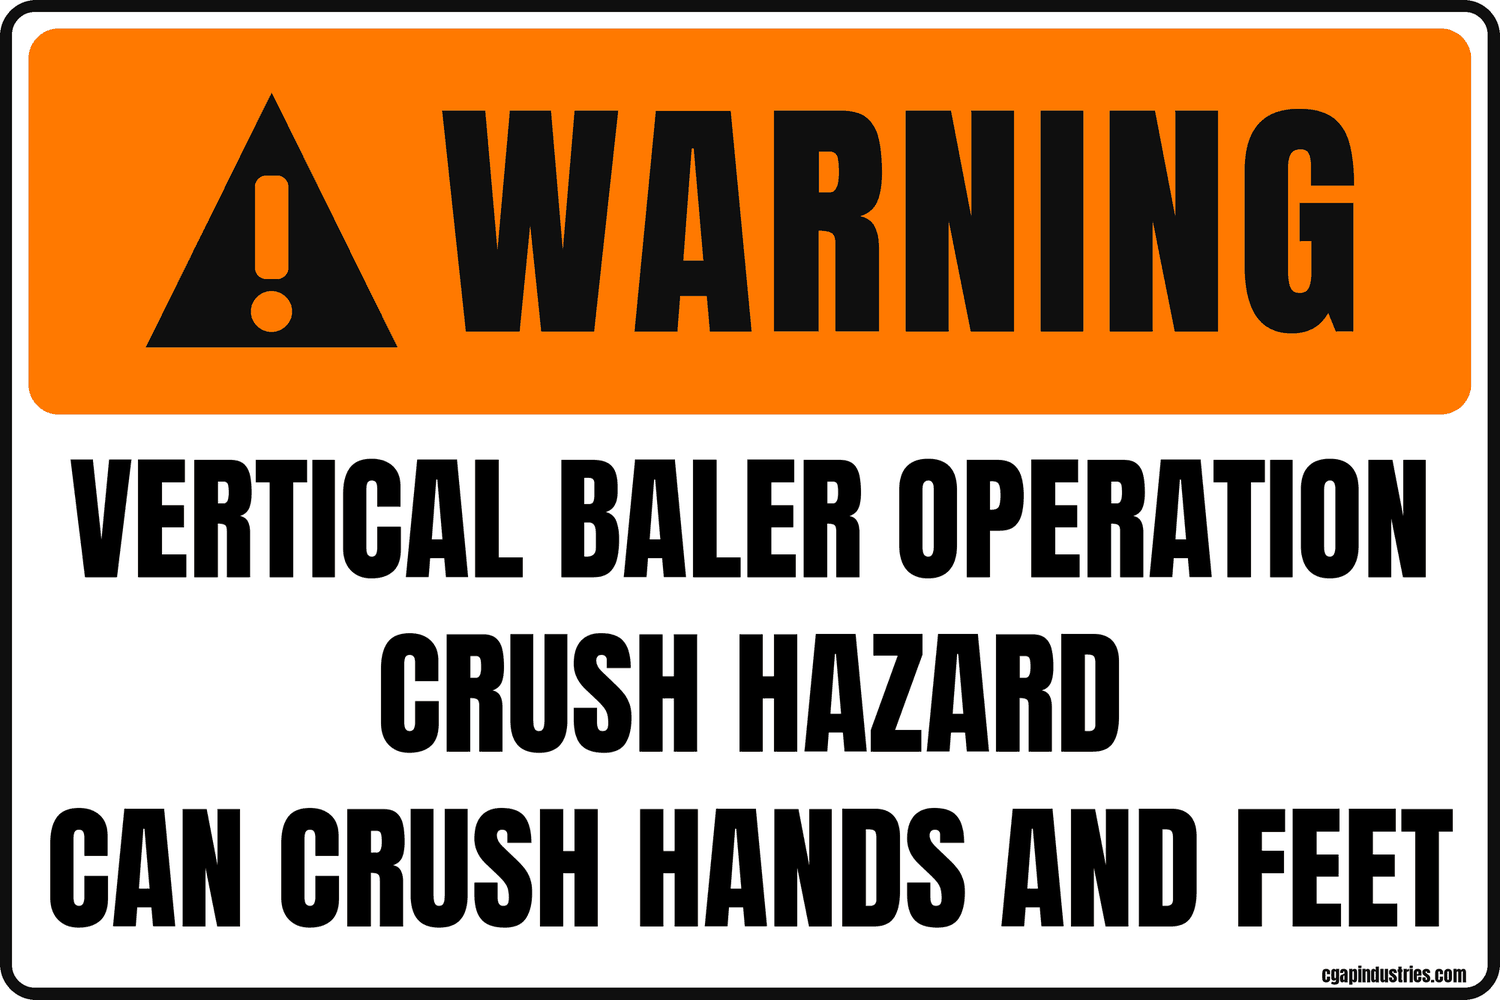 WARNING
VERTICAL BALER OPERATION
CRUSH HAZARD
CAN CRUSH HANDS AND FEET
cgapindustries.com